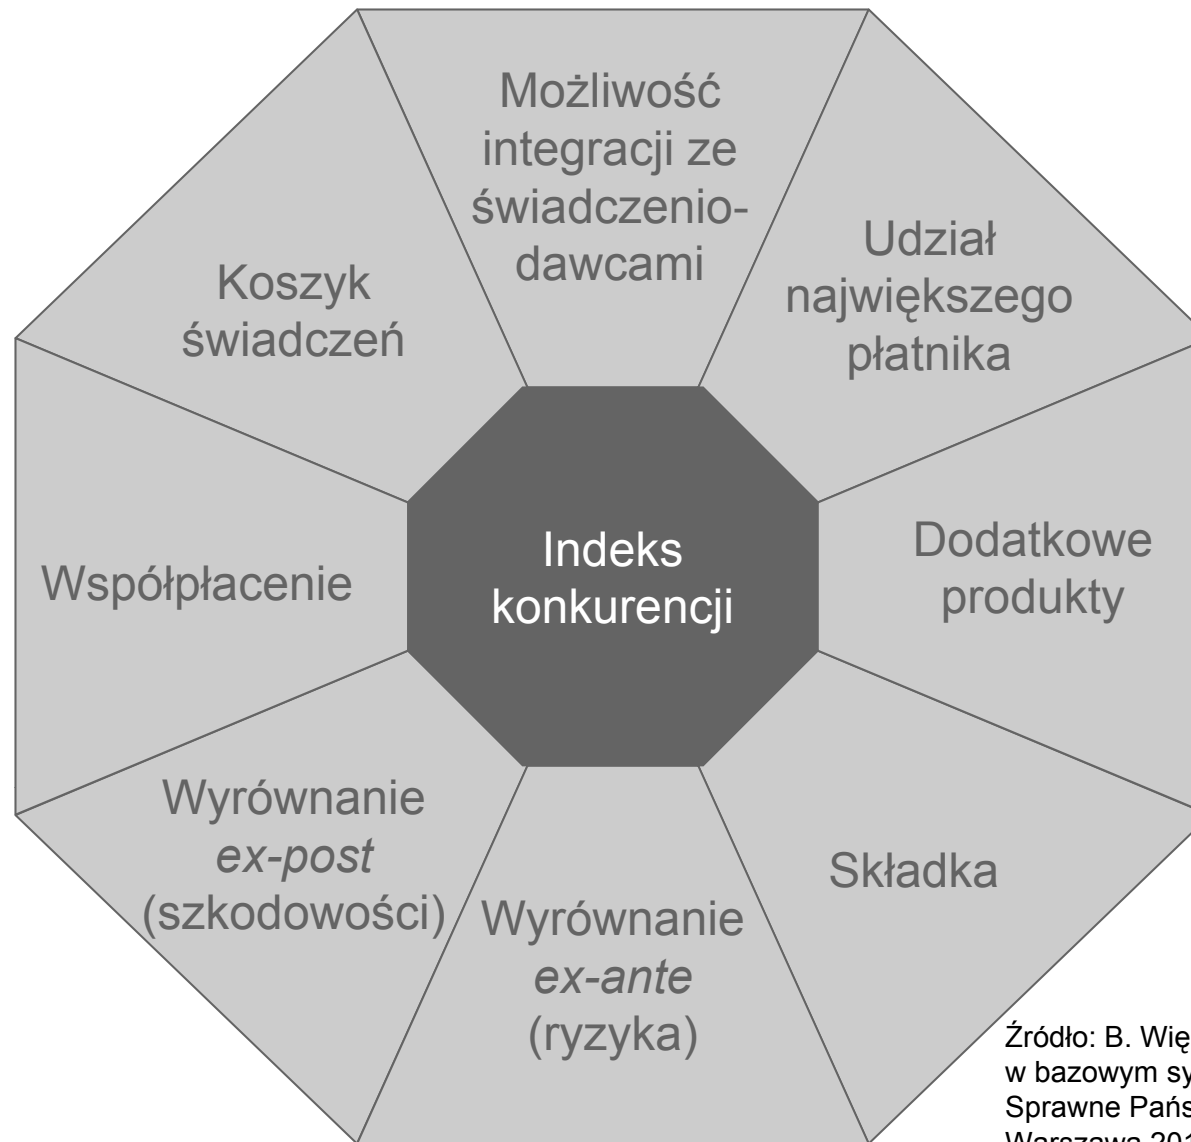 Możliwość
integracji ze
świadczenio-
dawcami
Udział
największego
płatnika
Dodatkowe
produkty
Składka
Wyrównanie
ex-ante
(ryzyka)
Wyrównanie
ex-post
(szkodowości)
Współpłacenie
Koszyk
świadczeń
Indeks
konkurencji
Źródło: B. Wię
w bazowym sy
Sprawne Pańs
Warszawa 201